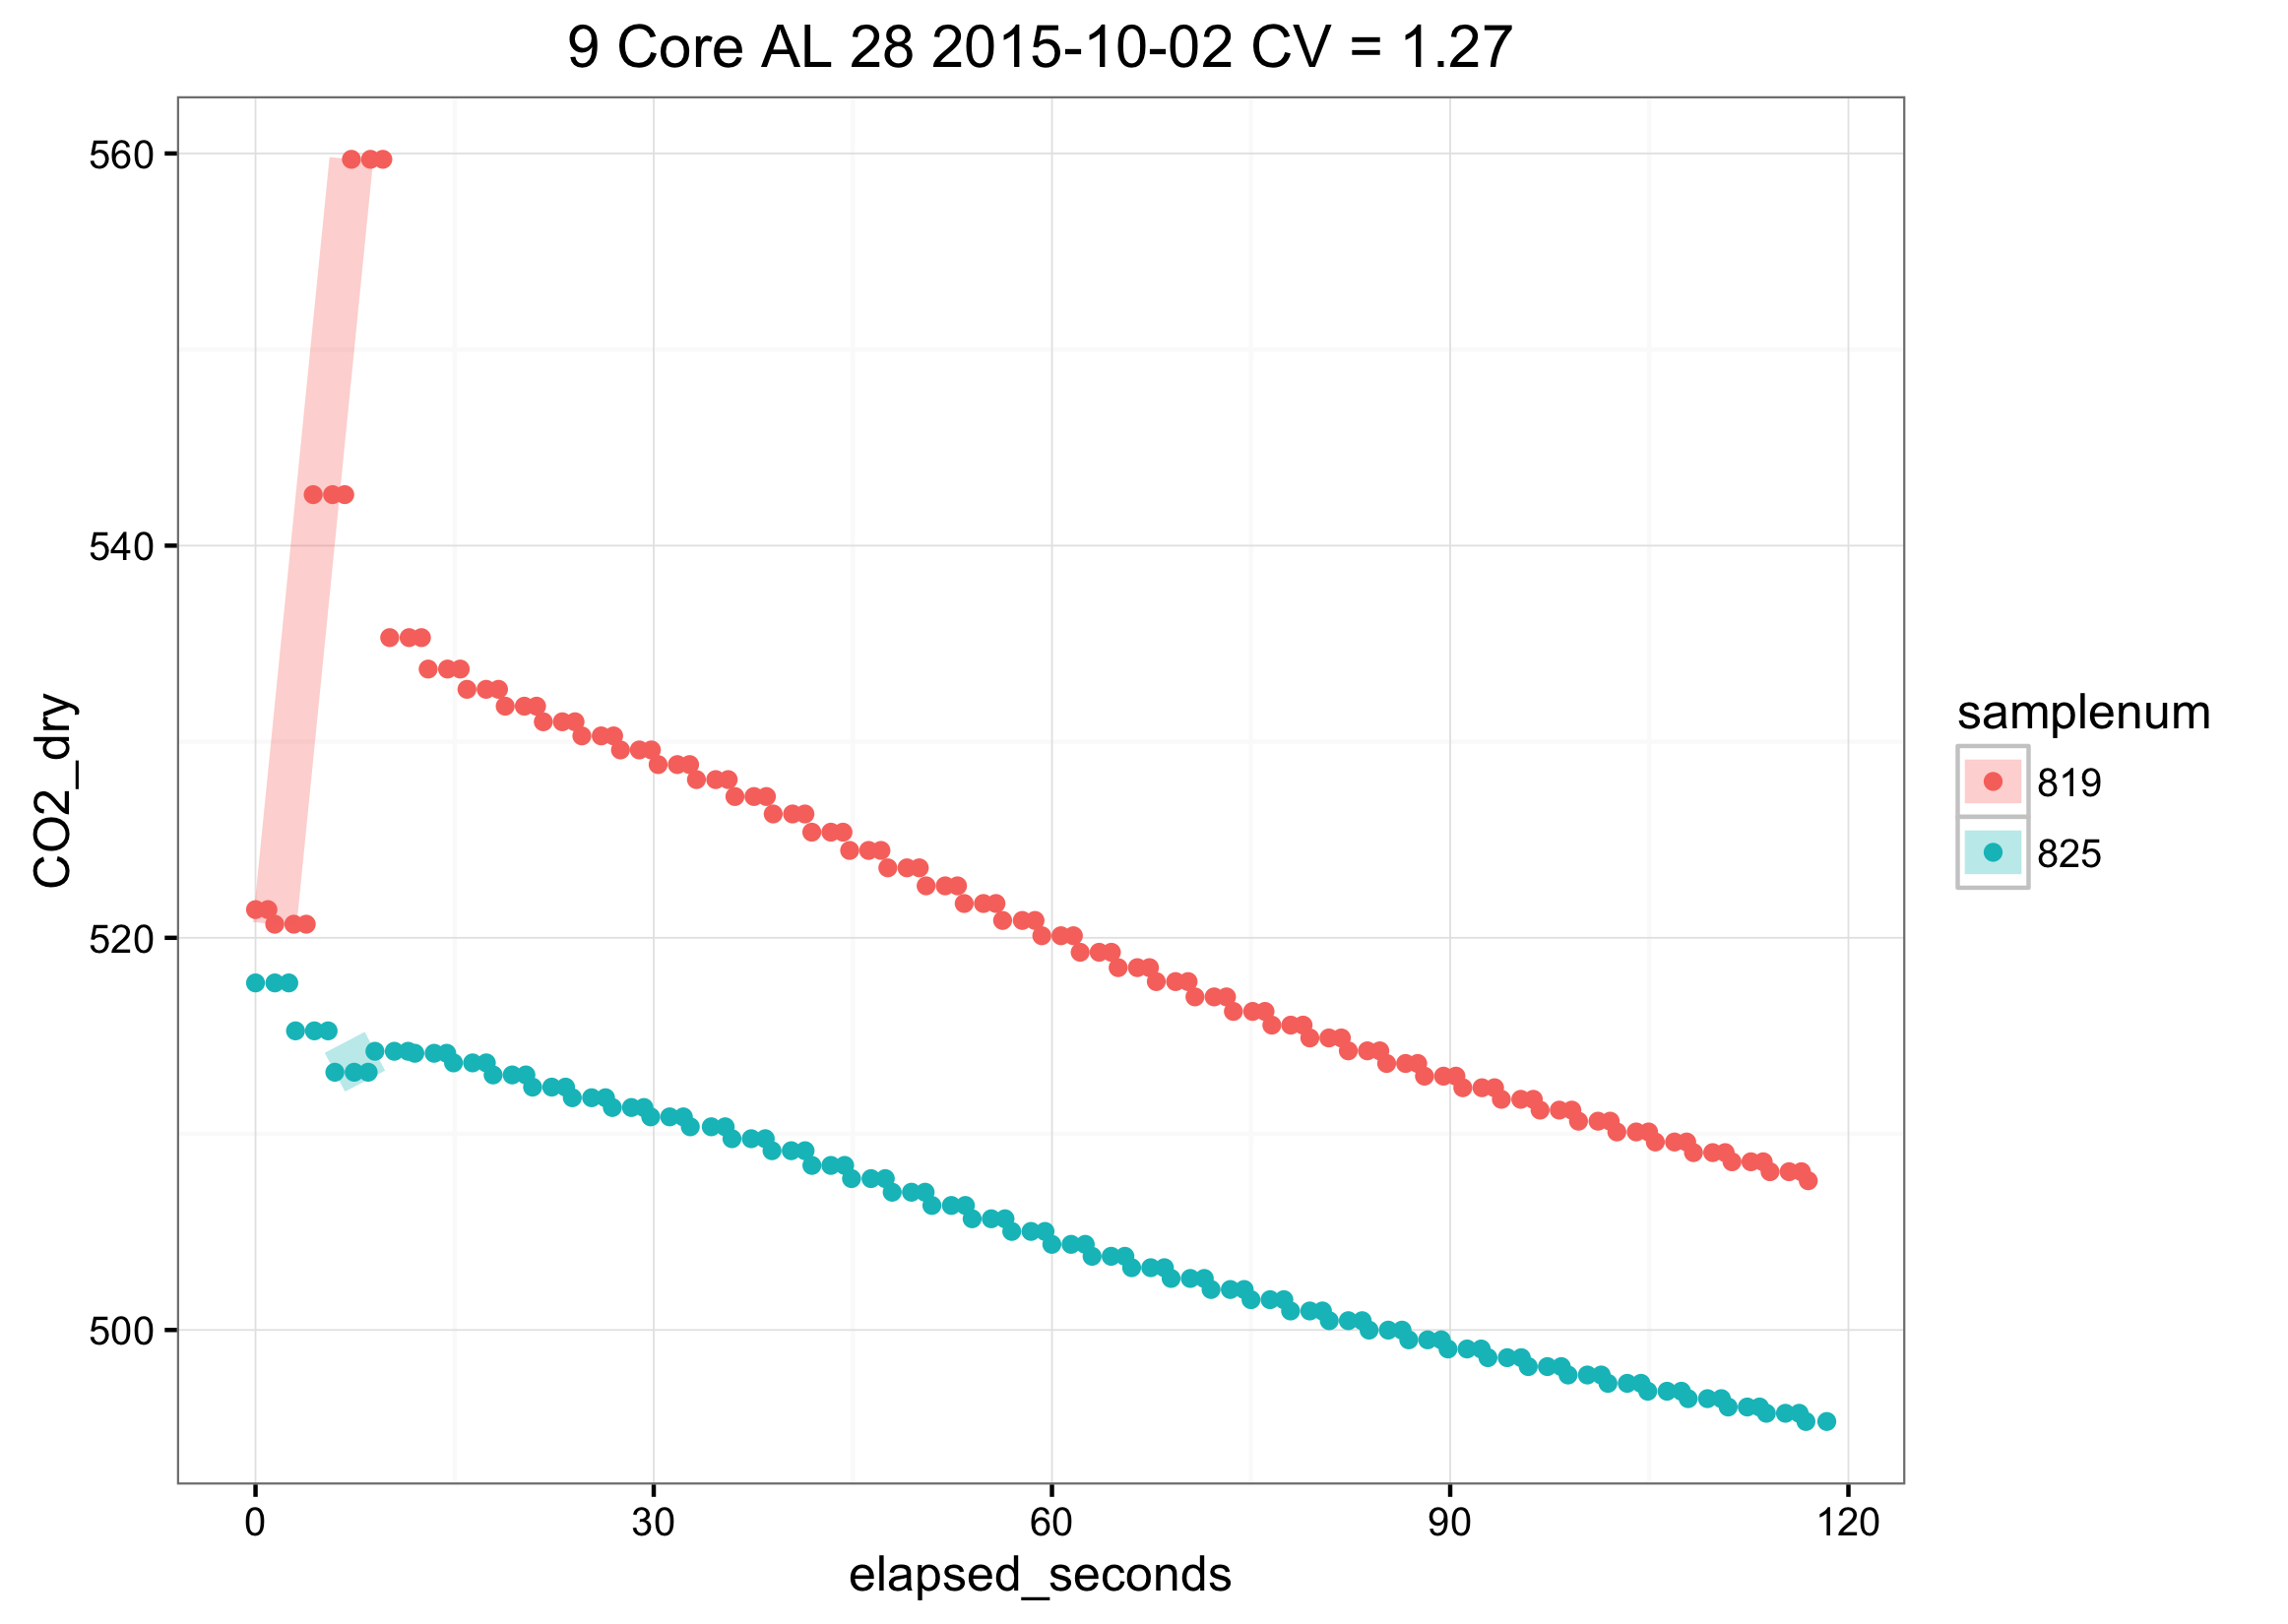 9 Core AL 28 2015-10-02 CV = 1.27
560
540
520
500
CO2_dry
0 30 60 90 120
elapsed_seconds
samplenum
819
825